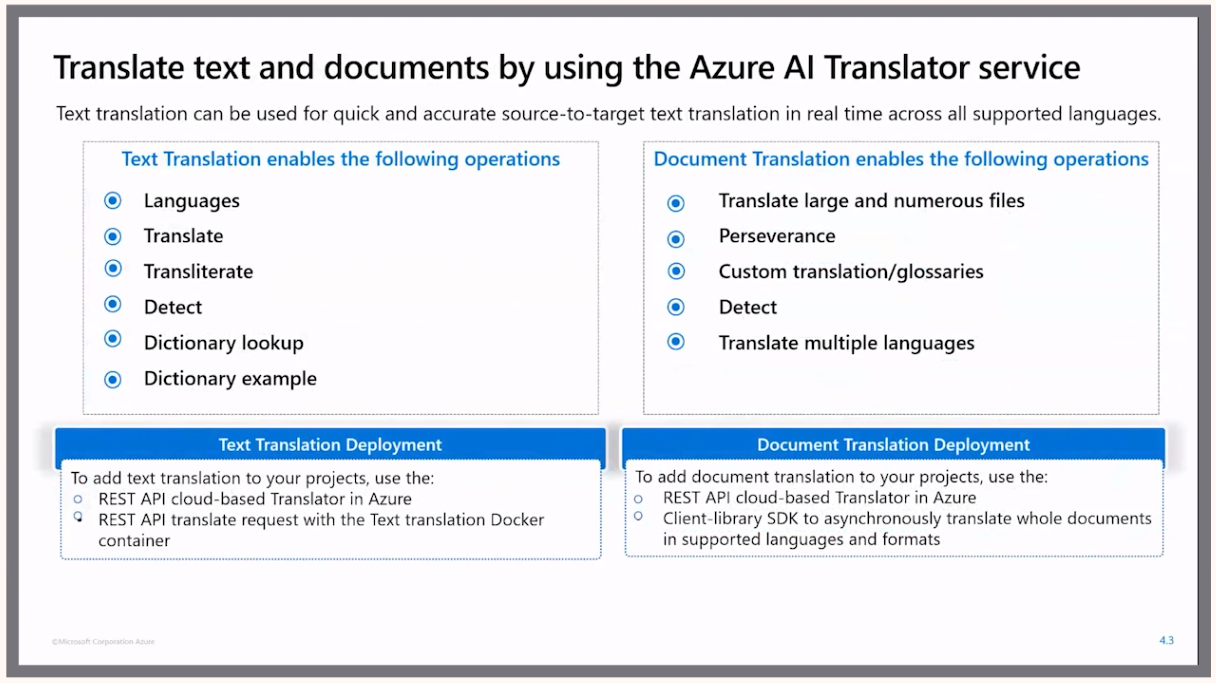 Translate text and documents by using the Azure AI Translator service
Text translation can be used for quick and accurate source-to-target text translation in real time across all supported languages.
Text Translation enables the following operations
Languages
Translate
Transliterate
Detect
Dictionary lookup
Dictionary example
Document Translation enables the following operations
Translate large and numerous files
Perseverance
Custom translation/glossaries
Detect
Translate multiple languages
Text Translation Deployment
To add text translation to your projects, use the:
REST API cloud-based Translator in Azure
REST API translate request with the Text translation Docker
container
Document Translation Deployment
To add document translation to your projects, use the:
REST API cloud-based Translator in Azure
Client-library SDK to asynchronously translate whole documents
in supported languages and formats
©Microsoft Corporation Azure
4.3